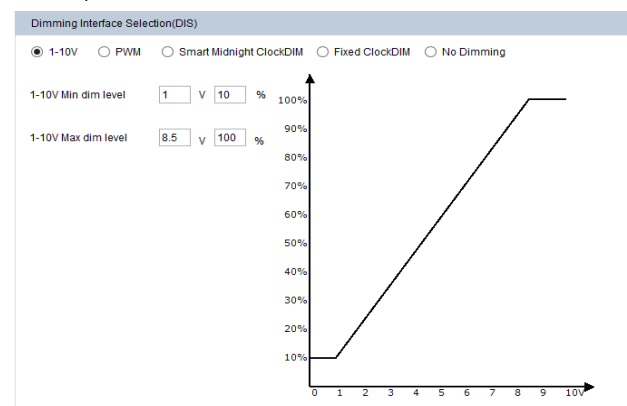 Dimming Interface Selection(DIS)
1-10V PWM Smart Midnight ClockDIM Fixed ClockDIM No Dimming
1-10V Min dim level 1 V 10 %
1-10V Max dim level 8.5 V 100 %
100%
90%
80%
70%
60%
50%
40%
30%
20%
10%
0 1 2 3 4 5 6 7 8 9 10V